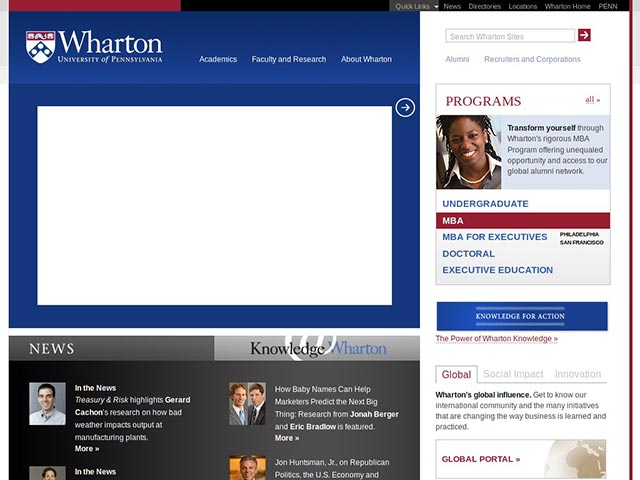 Quick Links News Directories Locations Wharton Home PENN
Wharton
UNIVERSITY of PENNSYLVANIA
Academics Faculty and Research About Wharton
Search Wharton Sites
Alumni Recruiters and Corporations
PROGRAMS all »
Transform yourself through
Wharton's rigorous MBA
Program offering unequaled
opportunity and access to our
global alumni network.
UNDERGRADUATE
MBA
MBA FOR EXECUTIVES PHILADELPHIA
SAN FRANCISCO
DOCTORAL
EXECUTIVE EDUCATION
KNOWLEDGE FOR ACTION
The Power of Wharton Knowledge »
NEWS
In the News
Treasury & Risk highlights Gerard
Cachon's research on how bad
weather impacts output at
manufacturing plants.
More »
In the News
Knowledge@Wharton
How Baby Names Can Help
Marketers Predict the Next Big
Thing: Research from Jonah Berger
and Eric Bradlow is featured.
More »
Jon Huntsman, Jr., on Republican
Politics, the U.S. Economy and
Global Social Impact Innovation
Wharton's global influence. Get to know our
international community and the many initiatives
that are changing the way business is learned and
practiced.
GLOBAL PORTAL »